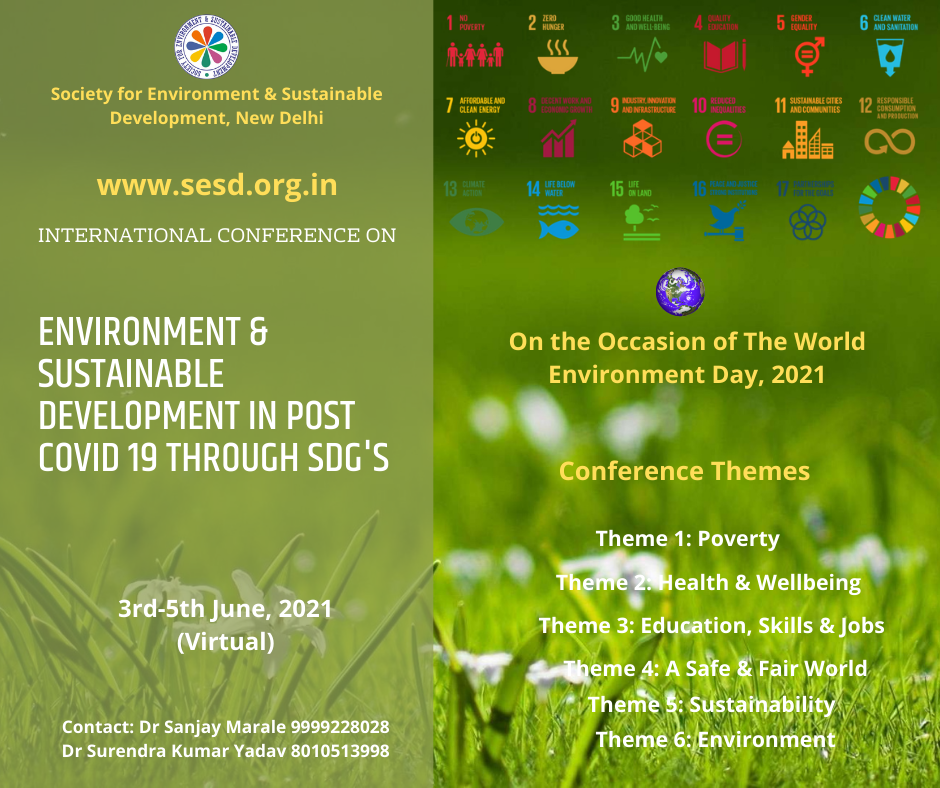 SOCIETY FOR ENVIRONMENT & SUSTAINABLE DEVELOPMENT
Society for Environment & Sustainable
Development, New Delhi
www.sesd.org.in
INTERNATIONAL CONFERENCE ON
ENVIRONMENT &
SUSTAINABLE
DEVELOPMENT IN POST
COVID 19 THROUGH SDG'S
3rd-5th June, 2021
(Virtual)
Contact: Dr Sanjay Marale 9999228028
Dr Surendra Kumar Yadav 8010513998
1 NO
POVERTY
2 ZERO
HUNGER
3 GOOD HEALTH
AND WELL-BEING
4 QUALITY
EDUCATION
5 GENDER
EQUALITY
6 CLEAN WATER
AND SANITATION
7 AFFORDABLE AND
CLEAN ENERGY
8 DECENT WORK AND
ECONOMIC GROWTH
9 INDUSTRY, INNOVATION
AND INFRASTRUCTURE
10 REDUCED
INEQUALITIES
11 SUSTAINABLE CITIES
AND COMMUNITIES
12 RESPONSIBLE
CONSUMPTION
AND PRODUCTION
13 CLIMATE
ACTION
14 LIFE BELOW
WATER
15 LIFE
ON LAND
16
17 PARTNERSHIPS
FOR THE GOALS
On the Occasion of The World
Environment Day, 2021
Conference Themes
Theme 1: Poverty
Theme 2: Health & Wellbeing
Theme 3: Education, Skills & Jobs
Theme 4: A Safe & Fair World
Theme 5: Sustainability
Theme 6: Environment